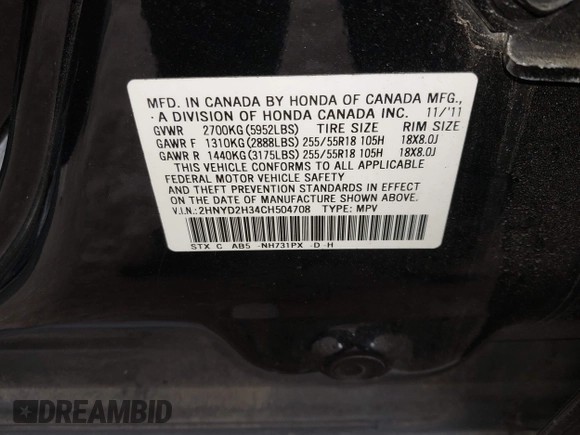 MFD. IN CANADA BY HONDA OF CANADA MFG.,
A DIVISION OF HONDA CANADA INC. 11/'11
GVWR 2700KG (5952LBS) TIRE SIZE RIM SIZE
GAWR F 1310KG (2888LBS) 255/55R18 105H 18X8.0J
GAWR R 1440KG (3175LBS) 255/55R18 105H 18X8.0J
THIS VEHICLE CONFORMS TO ALL APPLICABLE
FEDERAL MOTOR VEHICLE SAFETY
AND THEFT PREVENTION STANDARDS IN EFFECT
ON THE DATE OF MANUFACTURE SHOWN ABOVE.
V.I.N.: 2HNYD2H34CH504708 TYPE: MPV
STX C AB5 -NH731PX -D -H
DREAMBID